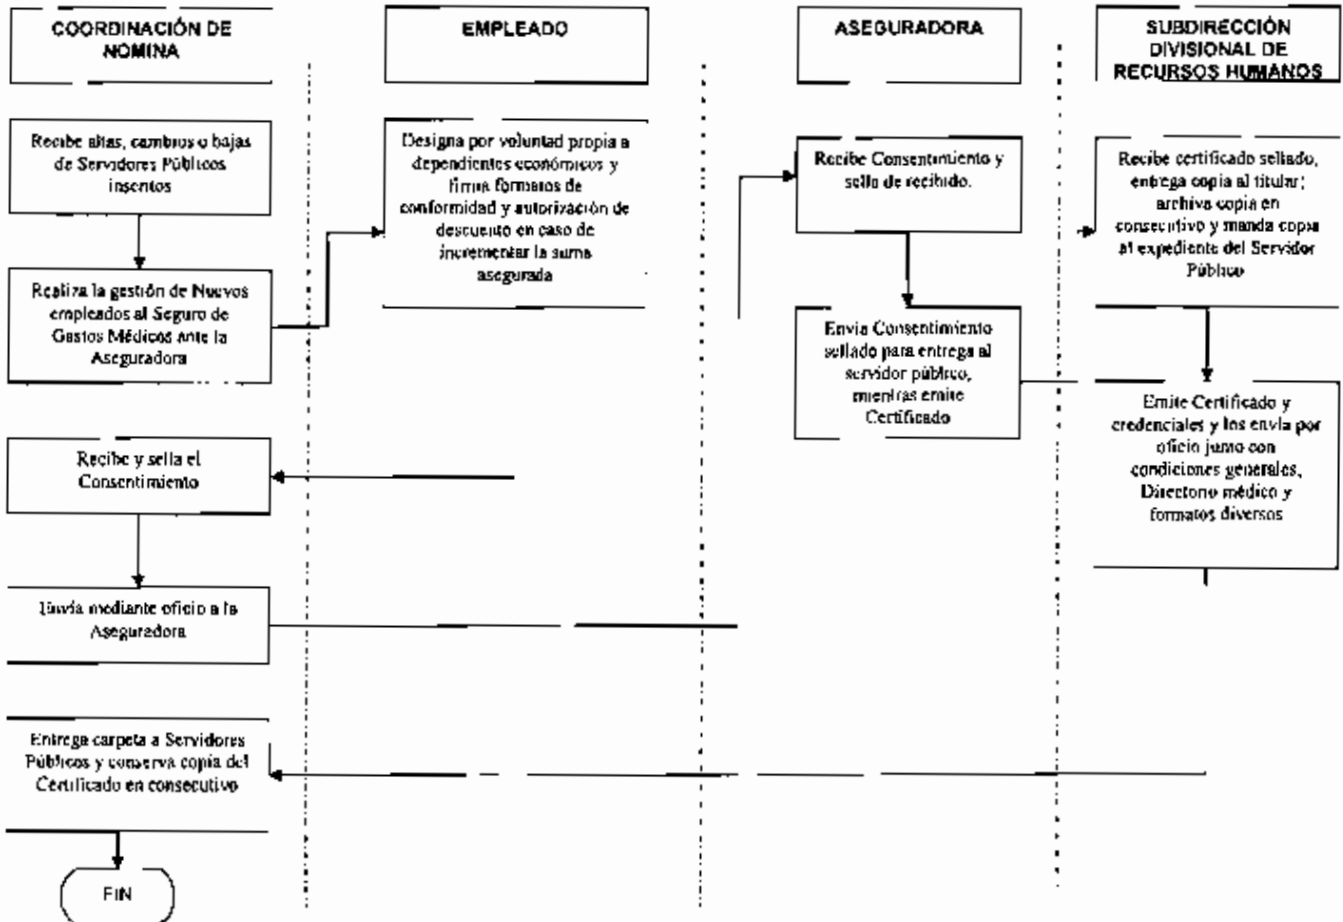 COORDINACIÓN DE
NOMINA
EMPLEADO
ASEGURADORA
SUBDIRECCIÓN
DIVISIONAL DE
RECURSOS HUMANOS
Recibe altas, cambios o bajas
de Servidores Públicos
insentos
Realiza la gestión de Nuevos
empleados al Seguro de
Gastos Médicos ante la
Aseguradora
Recibe y sella el
Consentimiento
Envía mediante oficio a la
Aseguradora
Entrega carpeta a Servidores
Públicos y conserva copia del
Certificado en consecutivo
FIN
Designa por voluntad propia a
dependientes económicos y
firma formatos de
conformidad y autorización de
descuento en caso de
incrementar la suma
asegurada
Recibe Consentimiento y
sella de recibido.
Envia Consentimiento
sellado para entrega al
servidor público,
mientras emite
Certificado
Recibe certificado sellado,
entrega copia al titular;
archiva copia en
consecutivo y manda copia
al expediente del Servidor
Público
Emite Certificado y
credenciales y los envía por
oficio junto con
condiciones generales,
Directorio médico y
formatos diversos